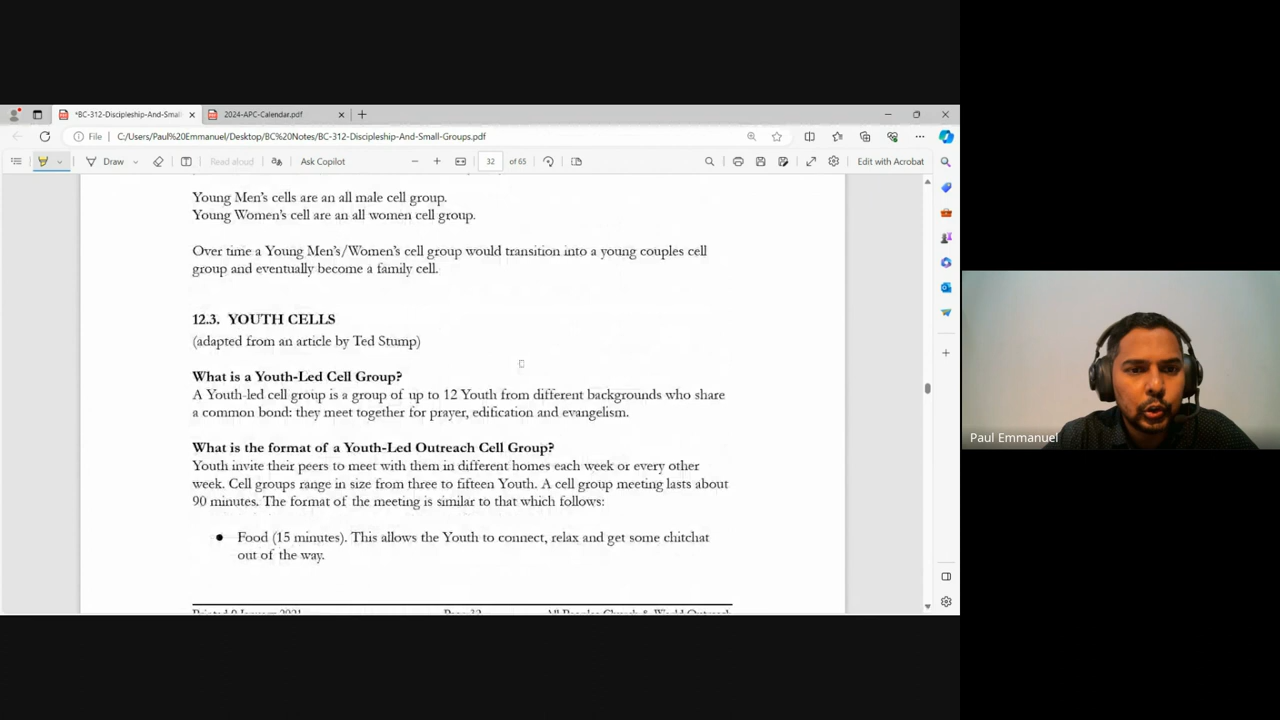 *BC-312-Discipleship-And-Small-
2024-APC-Calendar.pdf
File
C:/Users/Paul%20Emmanuel/Desktop/BC%20Notes/BC-312-Discipleship-And-Small-Groups.pdf
Draw
Read aloud
Ask Copilot
32
of 65
Edit with Acrobat
Young Men's cells are an all male cell group.
Young Women's cell are an all women cell group.
Over time a Young Men's/Women's cell group would transition into a young couples cell
group and eventually become a family cell.
12.3. YOUTH CELLS
(adapted from an article by Ted Stump)
What is a Youth-Led Cell Group?
A Youth-led cell group is a group of up to 12 Youth from different backgrounds who share
a common bond: they meet together for prayer, edification and evangelism.
What is the format of a Youth-Led Outreach Cell Group?
Youth invite their peers to meet with them in different homes each week or every other
week. Cell groups range in size from three to fifteen Youth. A cell group meeting lasts about
90 minutes. The format of the meeting is similar to that which follows:
● Food (15 minutes). This allows the Youth to connect, relax and get some chitchat
out of the way.
Paul Emmanuel